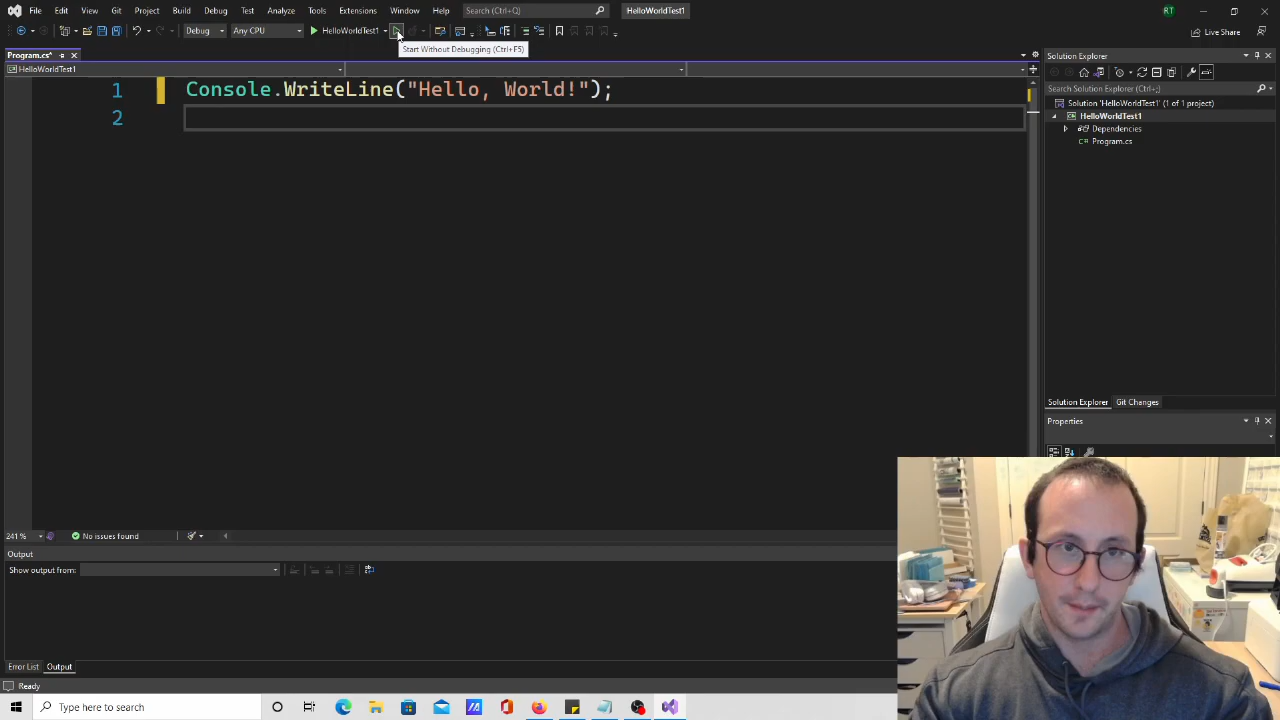 File Edit View Git Project Build Debug Test Analyze Tools Extensions Window Help Search (Ctrl+Q) HelloWorldTest1 RT
Debug Any CPU HelloWorldTest1 Live Share
Start Without Debugging (Ctrl+F5)
Program.cs*
HelloWorldTest1
1 Console.WriteLine("Hello, World!");
2
Solution Explorer
Search Solution Explorer (Ctrl+;)
Solution 'HelloWorldTest1' (1 of 1 project)
HelloWorldTest1
Dependencies
C# Program.cs
Solution Explorer Git Changes
Properties
241 % No issues found
Output
Show output from:
Error List Output
Ready
Type here to search